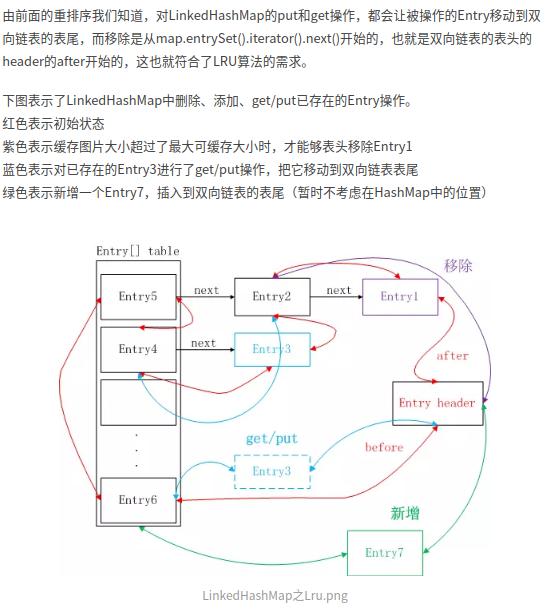 由前面的重排序我们知道，对LinkedHashMap的put和get操作，都会让被操作的Entry移动到双
向链表的表尾，而移除是从map.entrySet().iterator().next()开始的，也就是双向链表的表头的
header的after开始的，这也就符合了LRU算法的需求。
下图表示了LinkedHashMap中删除、添加、get/put已存在的Entry操作。
红色表示初始状态
紫色表示缓存图片大小超过了最大可缓存大小时，才能够表头移除Entry1
蓝色表示对已存在的Entry3进行了get/put操作，把它移动到双向链表表尾
绿色表示新增一个Entry7，插入到双向链表的表尾（暂时不考虑在HashMap中的位置）
Entry[] table
移除
Entry5
next
Entry2
next
Entry1
Entry4
next
Entry3
after
Entry header
get/put
before
Entry3
Entry6
新增
Entry7
LinkedHashMap之Lru.png